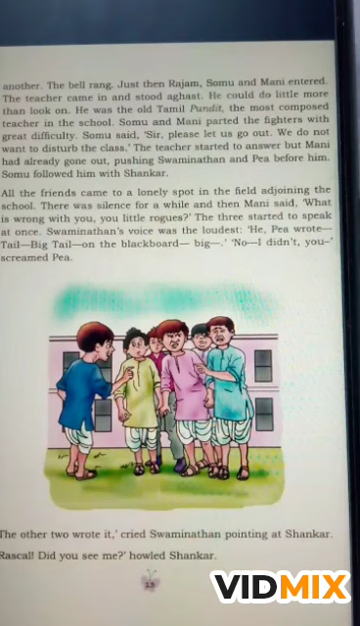 another. The bell rang. Just then Rajam, Somu and Mani entered.
The teacher came in and stood aghast. He could do little more
than look on. He was the old Tamil Pundit, the most composed
teacher in the school. Somu and Mani parted the fighters with
great difficulty. Somu said, 'Sir, please let us go out. We do not
want to disturb the class.' The teacher started to answer but Mani
had already gone out, pushing Swaminathan and Pea before him.
Somu followed him with Shankar.
All the friends came to a lonely spot in the field adjoining the
school. There was silence for a while and then Mani said, 'What
is wrong with you, you little rogues?' The three started to speak
at once. Swaminathan's voice was the loudest: 'He, Pea wrote—
Tail—Big Tail—on the blackboard— big—.' 'No—I didn't, you–'
screamed Pea.
The other two wrote it,' cried Swaminathan pointing at Shankar.
Rascal! Did you see me?' howled Shankar.
VIDMIX